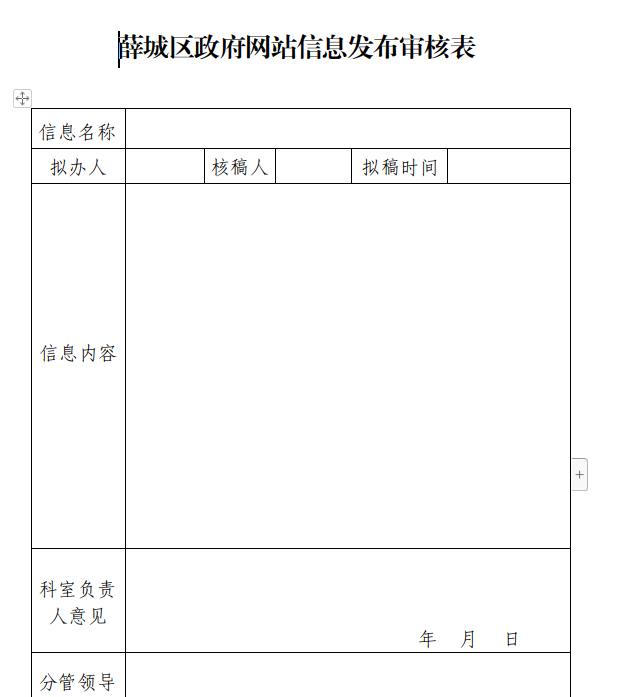 薛城区政府网站信息发布审核表
信息名称
拟办人 核稿人 拟稿时间
信息内容
科室负责
人意见
年 月 日
分管领导